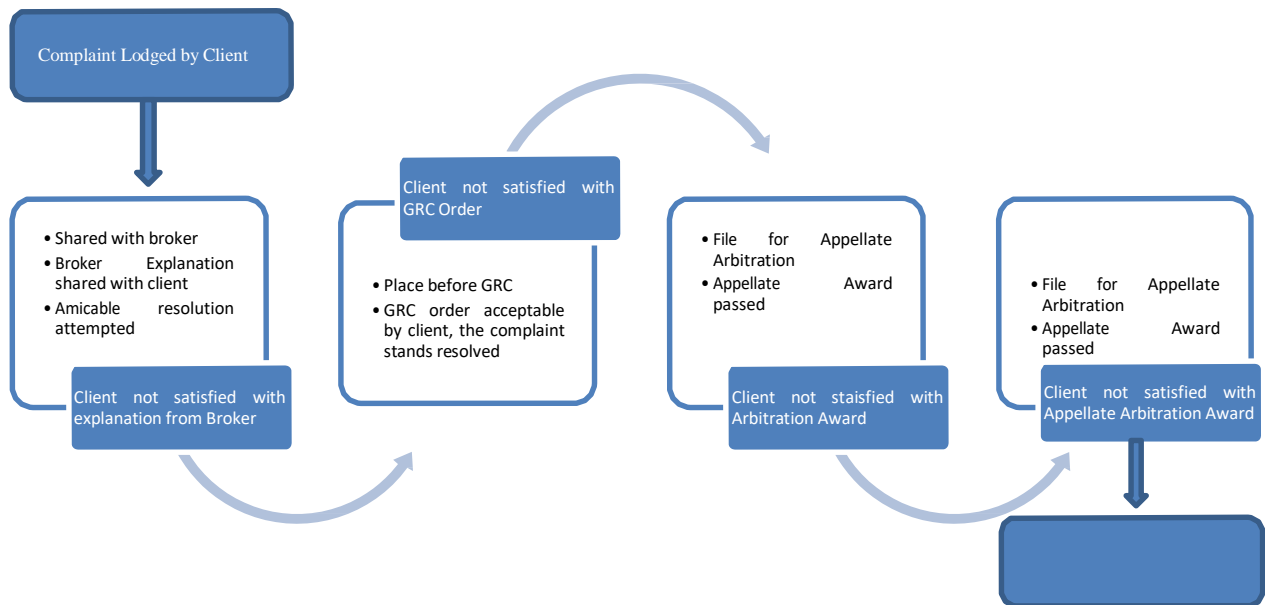 Complaint Lodged by Client
• Shared with broker
• Broker Explanation
shared with client
• Amicable resolution
attempted
Client not satisfied with
explanation from Broker
Client not satisfied with
GRC Order
• Place before GRC
• GRC order acceptable
by client, the complaint
stands resolved
• File for Appellate
Arbitration
• Appellate Award
passed
Client not staisfied with
Arbitration Award
• File for Appellate
Arbitration
• Appellate Award
passed
Client not satisfied with
Appellate Arbitration Award